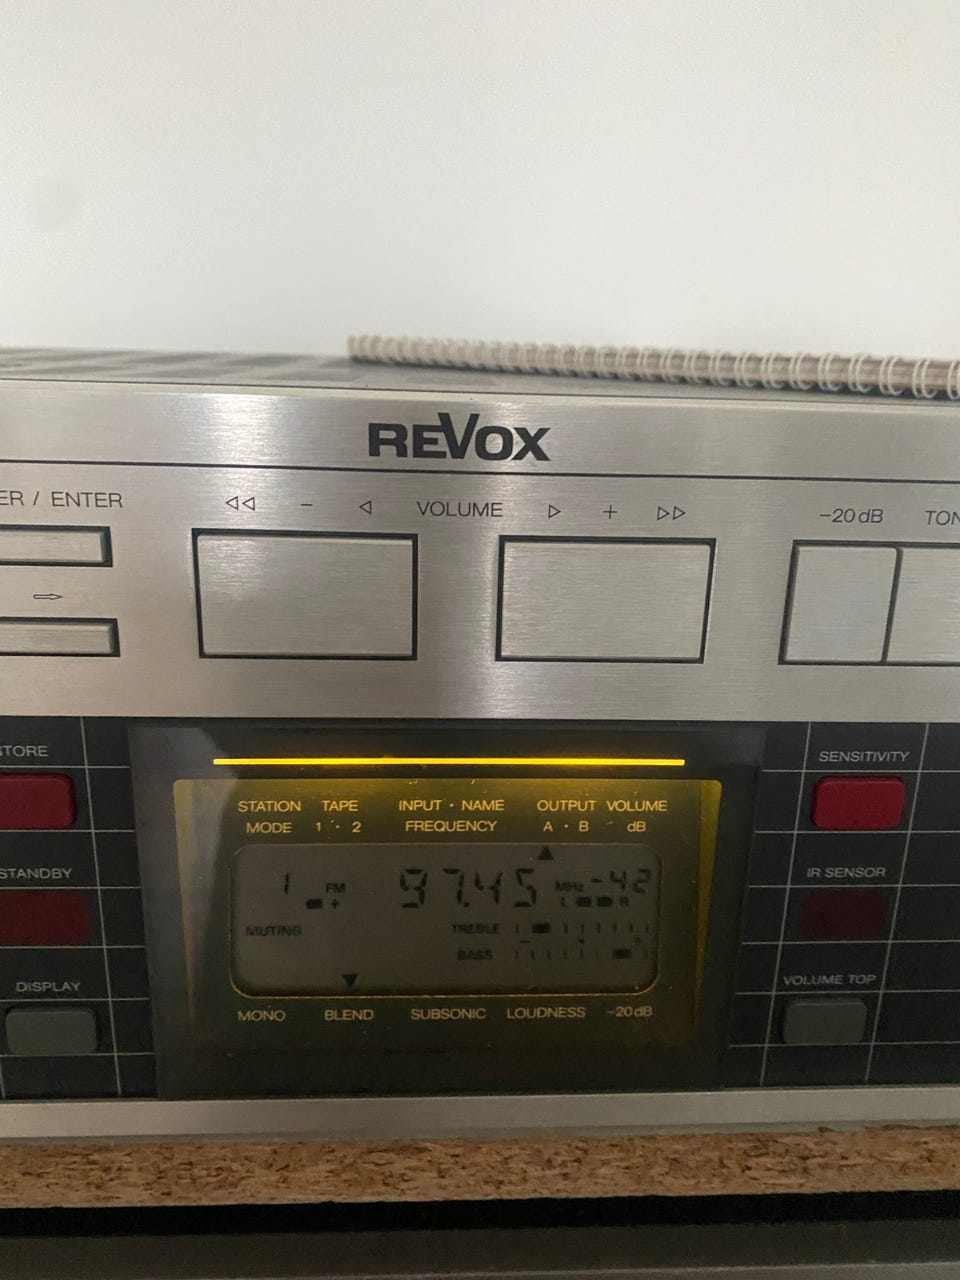 REVOX
ER / ENTER
− VOLUME +
−20 dB
TON
STORE
STANDBY
DISPLAY
STATION TAPE INPUT · NAME OUTPUT VOLUME
MODE 1 · 2 FREQUENCY A · B dB
1 FM 97.45 MHz -42
+ L R
MUTING TREBLE
BASS
MONO BLEND SUBSONIC LOUDNESS −20 dB
SENSITIVITY
IR SENSOR
VOLUME TOP